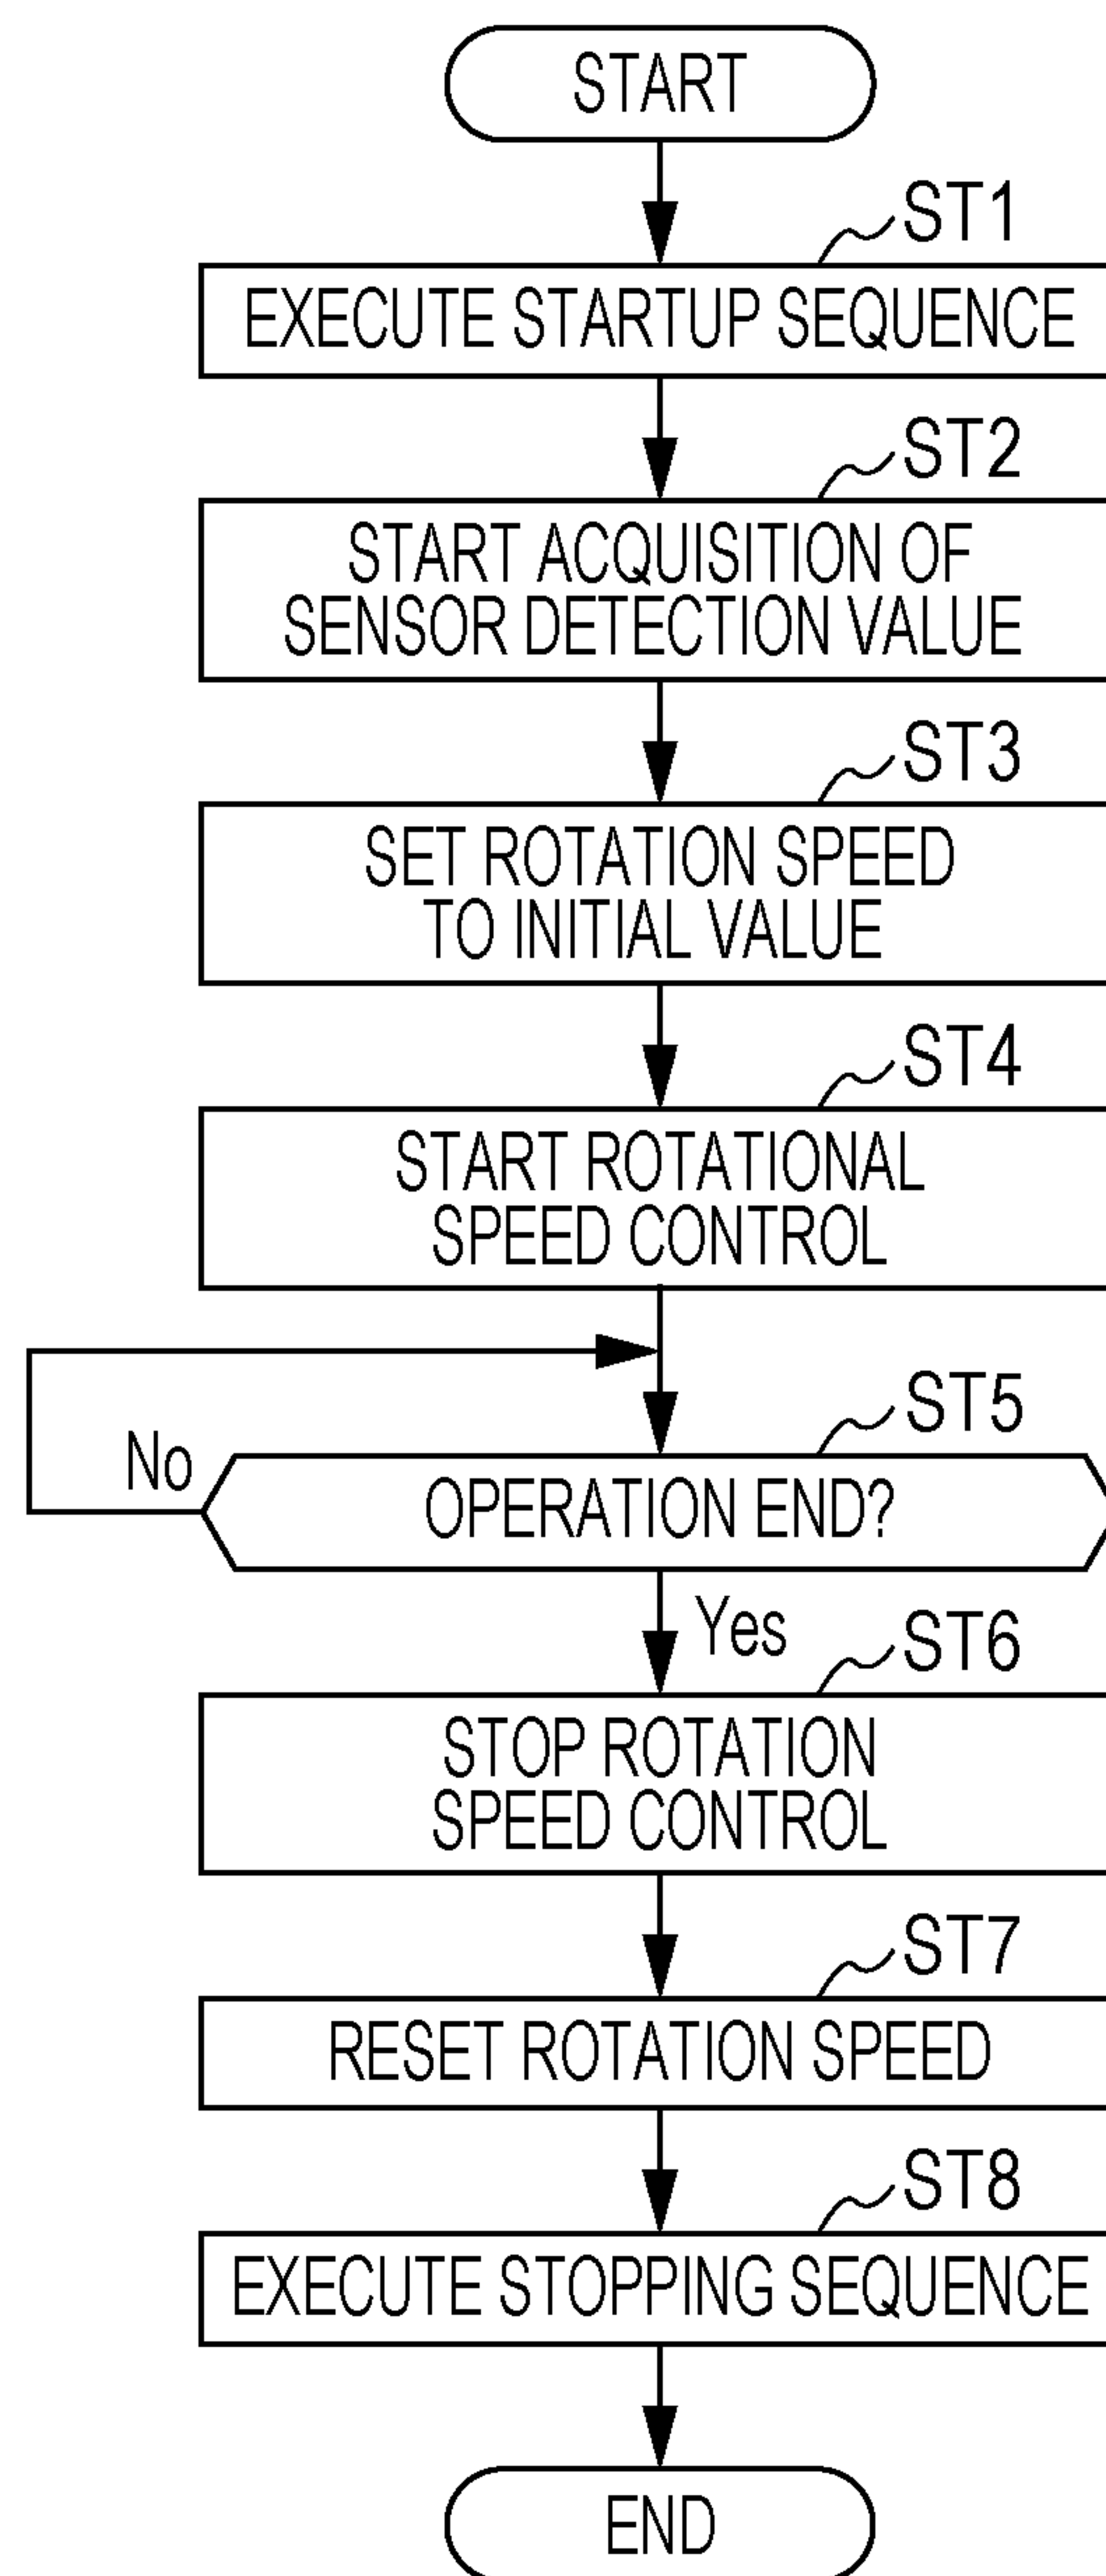 START
ST1
EXECUTE STARTUP SEQUENCE
ST2
START ACQUISITION OF
SENSOR DETECTION VALUE
ST3
SET ROTATION SPEED
TO INITIAL VALUE
ST4
START ROTATIONAL
SPEED CONTROL
ST5
No
OPERATION END?
Yes
ST6
STOP ROTATION
SPEED CONTROL
ST7
RESET ROTATION SPEED
ST8
EXECUTE STOPPING SEQUENCE
END